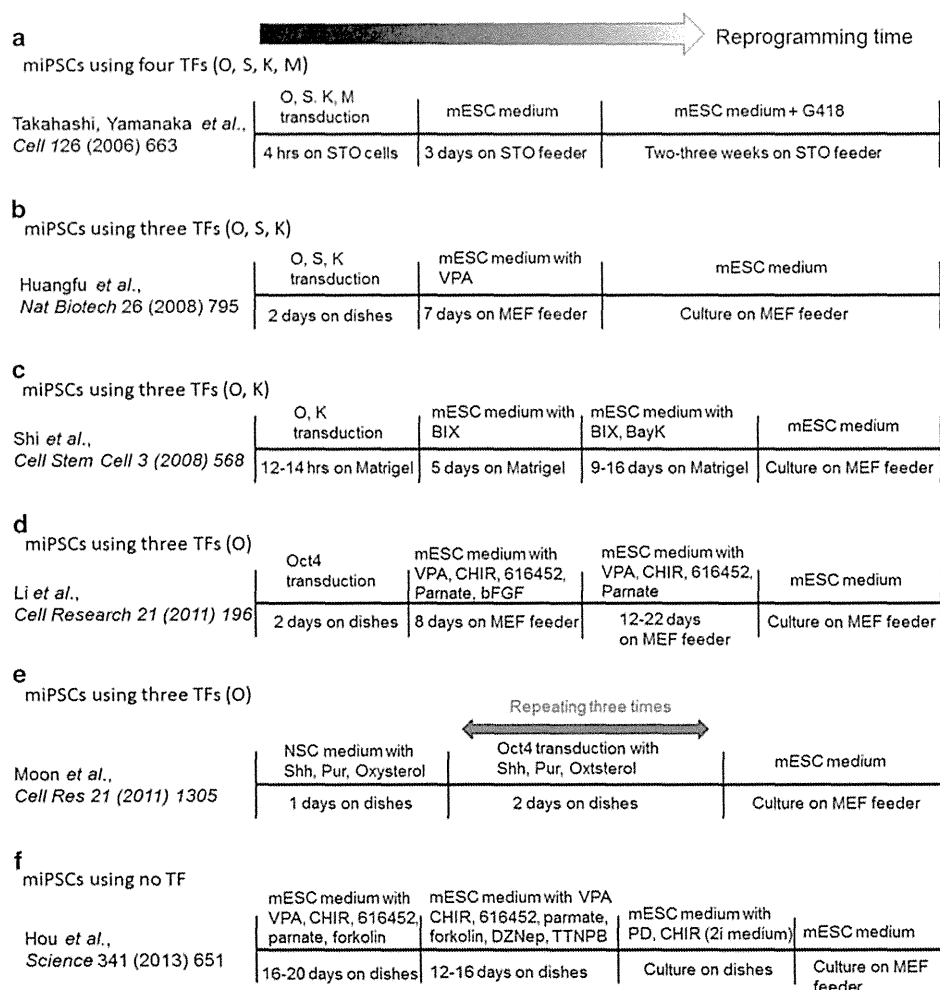 a
Reprogramming time
miPSCs using four TFs (O, S, K, M)
Takahashi, Yamanaka et al.,
Cell 126 (2006) 663
O, S. K, M
transduction
mESC medium
mESC medium + G418
4 hrs on STO cells
3 days on STO feeder
Two-three weeks on STO feeder
b
miPSCs using three TFs (O, S, K)
Huangfu et al.,
Nat Biotech 26 (2008) 795
O, S, K
transduction
mESC medium with
VPA
mESC medium
2 days on dishes
7 days on MEF feeder
Culture on MEF feeder
c
miPSCs using three TFs (O, K)
Shi et al.,
Cell Stem Cell 3 (2008) 568
O, K
transduction
mESC medium with
BIX
mESC medium with
BIX, BayK
mESC medium
12-14 hrs on Matrigel
5 days on Matrigel
9-16 days on Matrigel
Culture on MEF feeder
d
miPSCs using three TFs (O)
Li et al.,
Cell Research 21 (2011) 196
Oct4
transduction
mESC medium with
VPA, CHIR, 616452,
Parnate, bFGF
mESC medium with
VPA, CHIR, 616452,
Parnate
mESC medium
2 days on dishes
8 days on MEF feeder
12-22 days
on MEF feeder
Culture on MEF feeder
e
miPSCs using three TFs (O)
Repeating three times
Moon et al.,
Cell Res 21 (2011) 1305
NSC medium with
Shh, Pur, Oxysterol
Oct4 transduction with
Shh, Pur, Oxtsterol
mESC medium
1 days on dishes
2 days on dishes
Culture on MEF feeder
f
miPSCs using no TF
Hou et al.,
Science 341 (2013) 651
mESC medium with
VPA, CHIR, 616452,
parnate, forkolin
mESC medium with VPA
CHIR, 616452, parmate,
forkolin, DZNep, TTNPB
mESC medium with
PD, CHIR (2i medium)
mESC medium
16-20 days on dishes
12-16 days on dishes
Culture on dishes
Culture on MEF
feeder